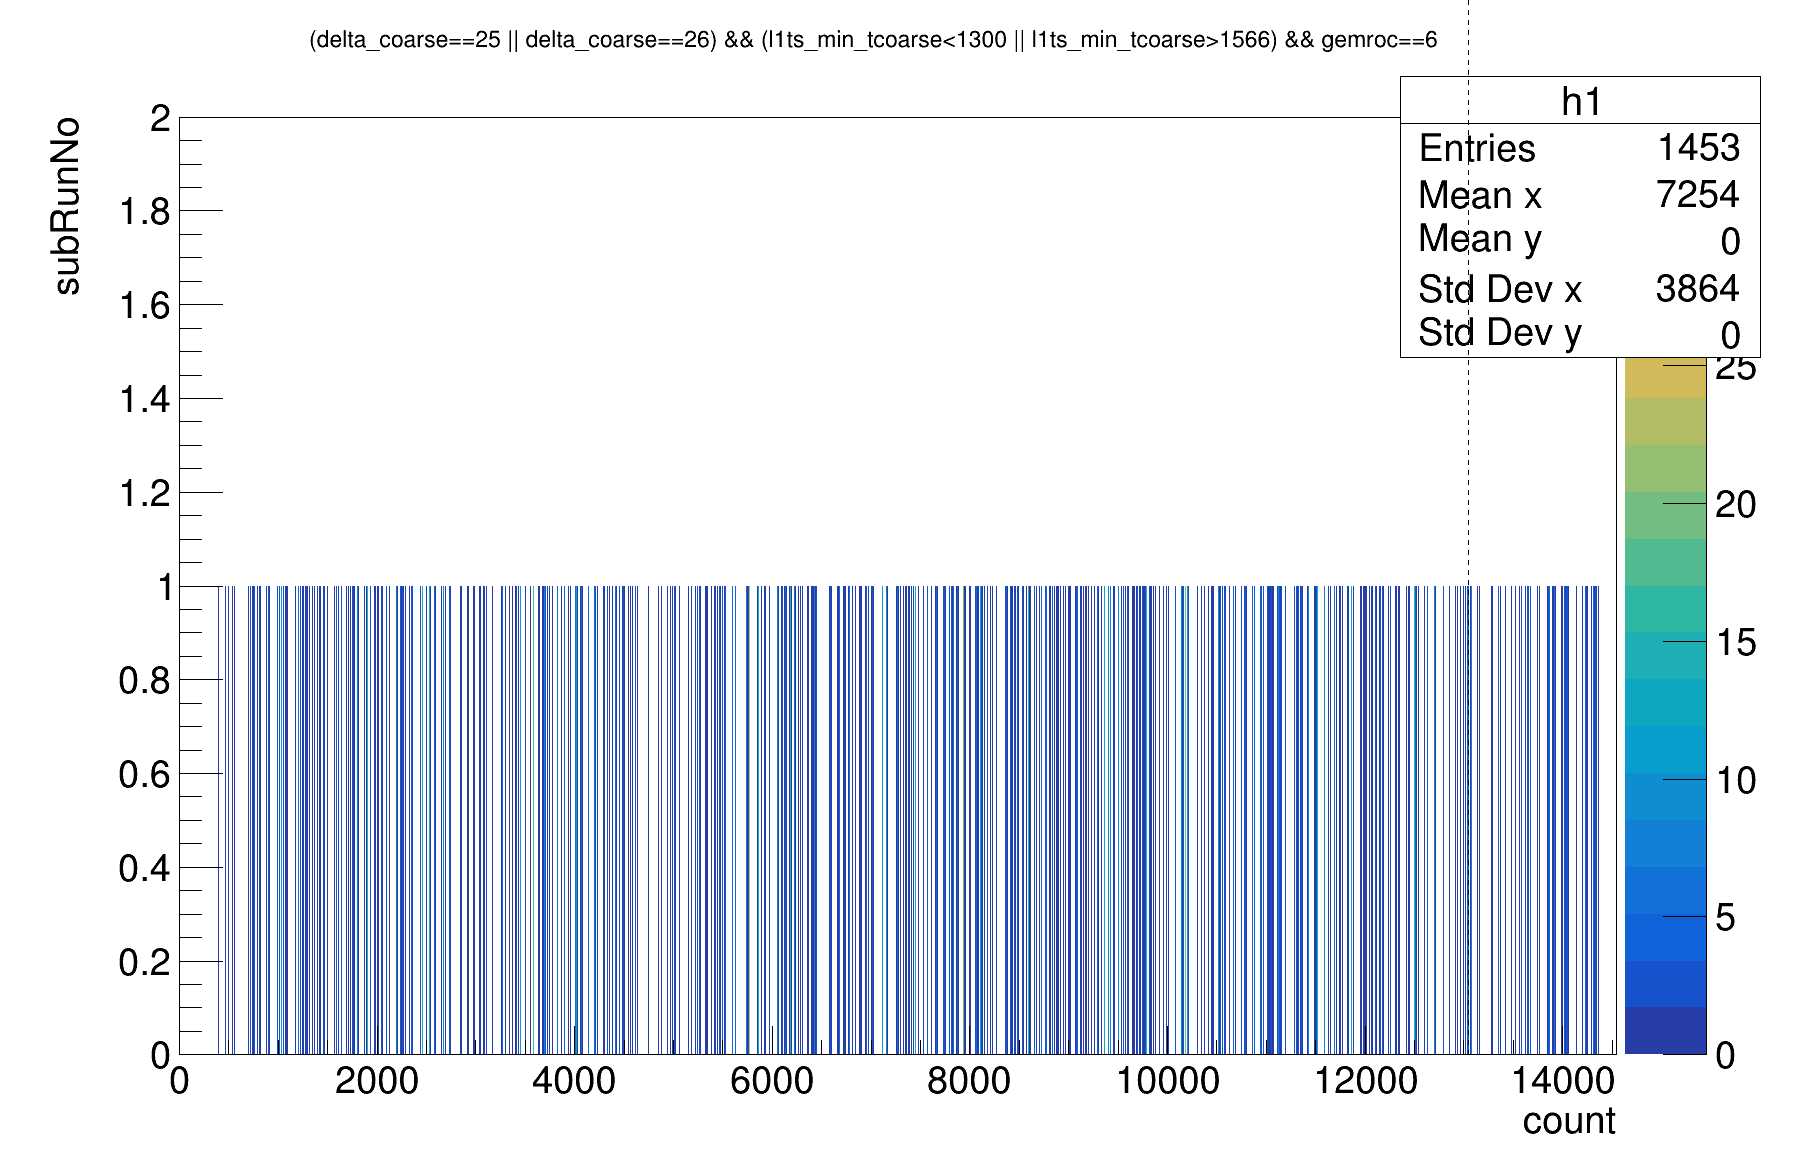 (delta_coarse==25 || delta_coarse==26) && (l1ts_min_tcoarse<1300 || l1ts_min_tcoarse>1566) && gemroc==6
h1
Entries 1453
Mean x 7254
Mean y 0
Std Dev x 3864
Std Dev y 0
subRunNo
2
1.8
1.6
1.4
1.2
1
0.8
0.6
0.4
0.2
0
0 2000 4000 6000 8000 10000 12000 14000
count
25
20
15
10
5
0